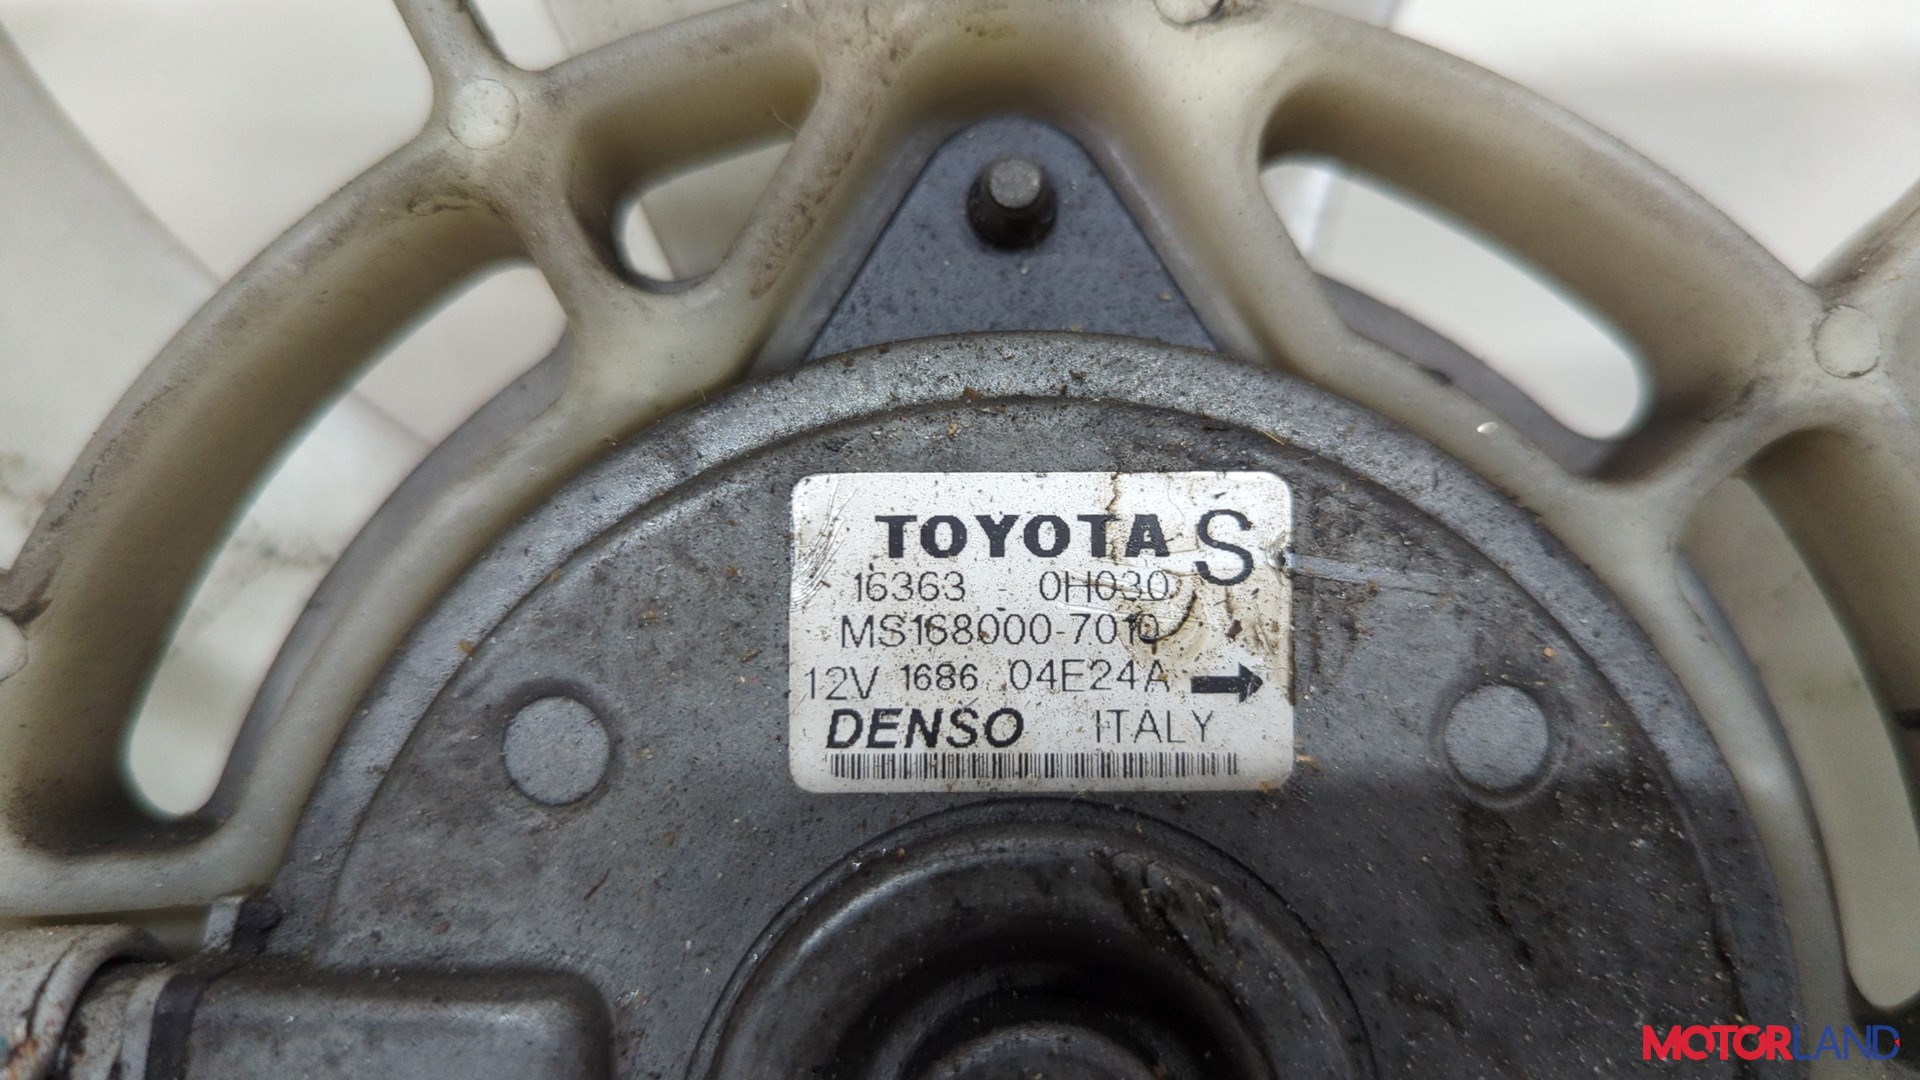 TOYOTA S
16363 - 0H030
MS168000-7010
12V 1686 04E24A
DENSO ITALY
MOTORLAND